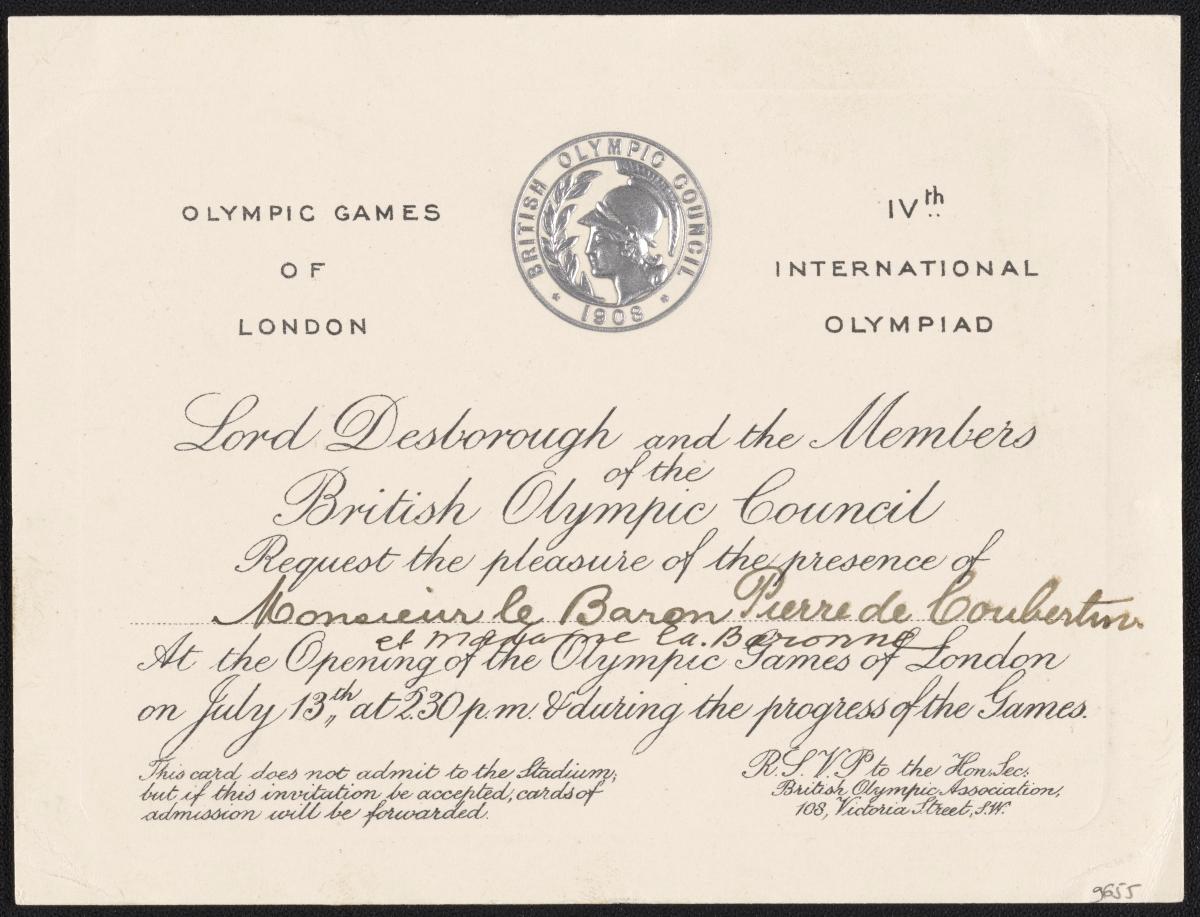 OLYMPIC GAMES
OF
LONDON
BRITISH OLYMPIC COUNCIL
* 1908 *
IVth
INTERNATIONAL
OLYMPIAD
Lord Desborough and the Members
of the
British Olympic Council
Request the pleasure of the presence of
Monsieur le Baron Pierre de Coubertin
et Madame la Baronne
At the Opening of the Olympic Games of London
on July 13th, at 2.30 p.m. & during the progress of the Games.
This card does not admit to the Stadium;
but if this invitation be accepted, cards of
admission will be forwarded.
R.S.V.P to the Hon. Sec:
British Olympic Association,
108, Victoria Street, S.W.
9655